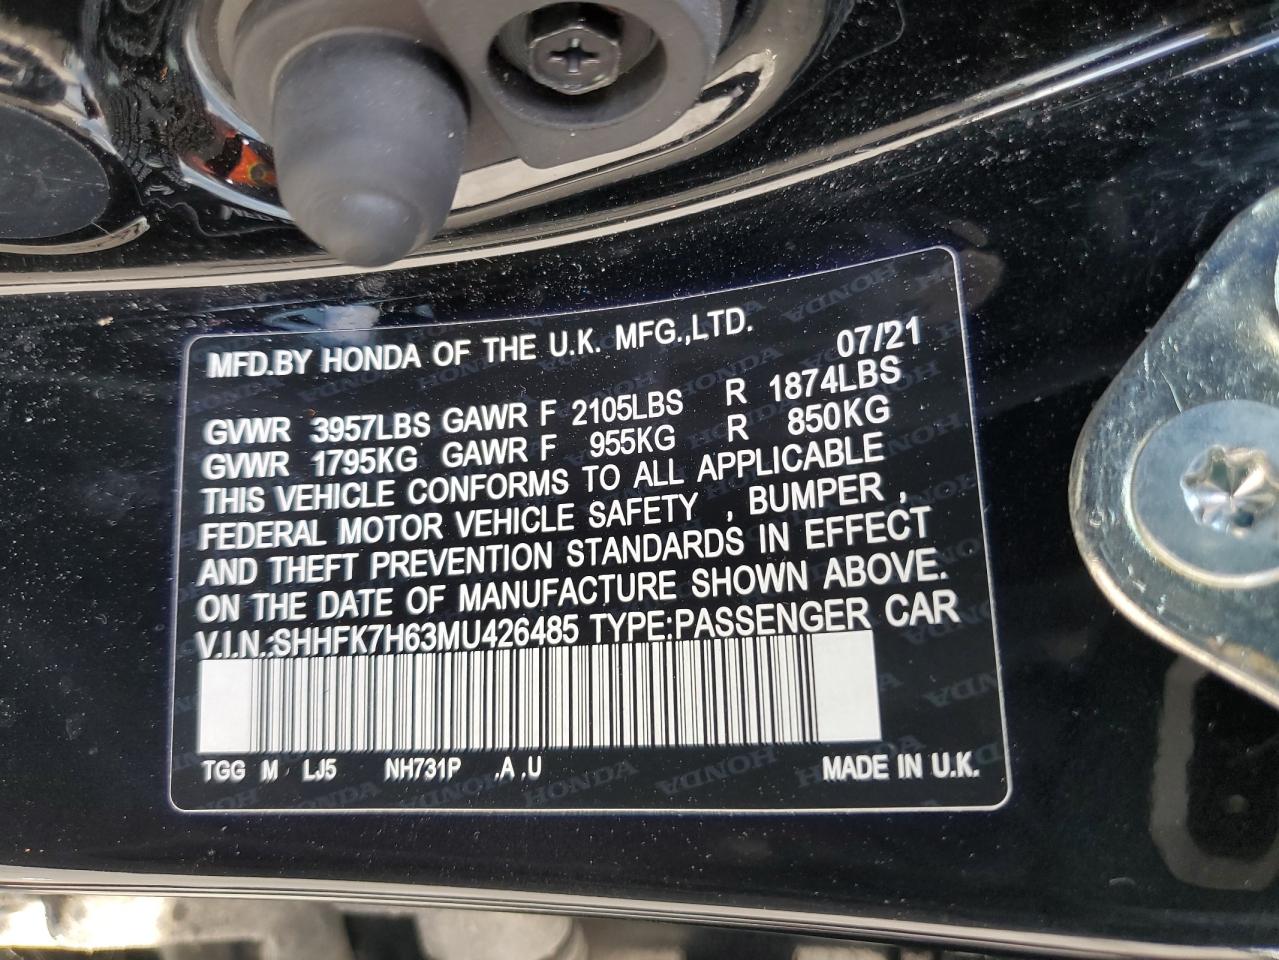 MFD.BY HONDA OF THE U.K. MFG.,LTD. 07/21
GVWR 3957LBS GAWR F 2105LBS R 1874LBS
GVWR 1795KG GAWR F 955KG R 850KG
THIS VEHICLE CONFORMS TO ALL APPLICABLE
FEDERAL MOTOR VEHICLE SAFETY , BUMPER ,
AND THEFT PREVENTION STANDARDS IN EFFECT
ON THE DATE OF MANUFACTURE SHOWN ABOVE.
V.I.N.:SHHFK7H63MU426485 TYPE:PASSENGER CAR
TGG M LJ5 NH731P ,A ,U MADE IN U.K.